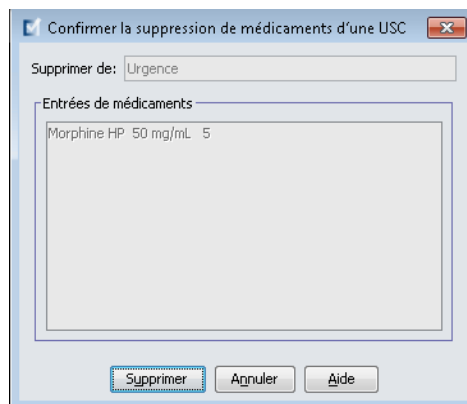 Confirmer la suppression de médicaments d'une USC
Supprimer de: Urgence
Entrées de médicaments
Morphine HP 50 mg/mL 5
Supprimer Annuler Aide